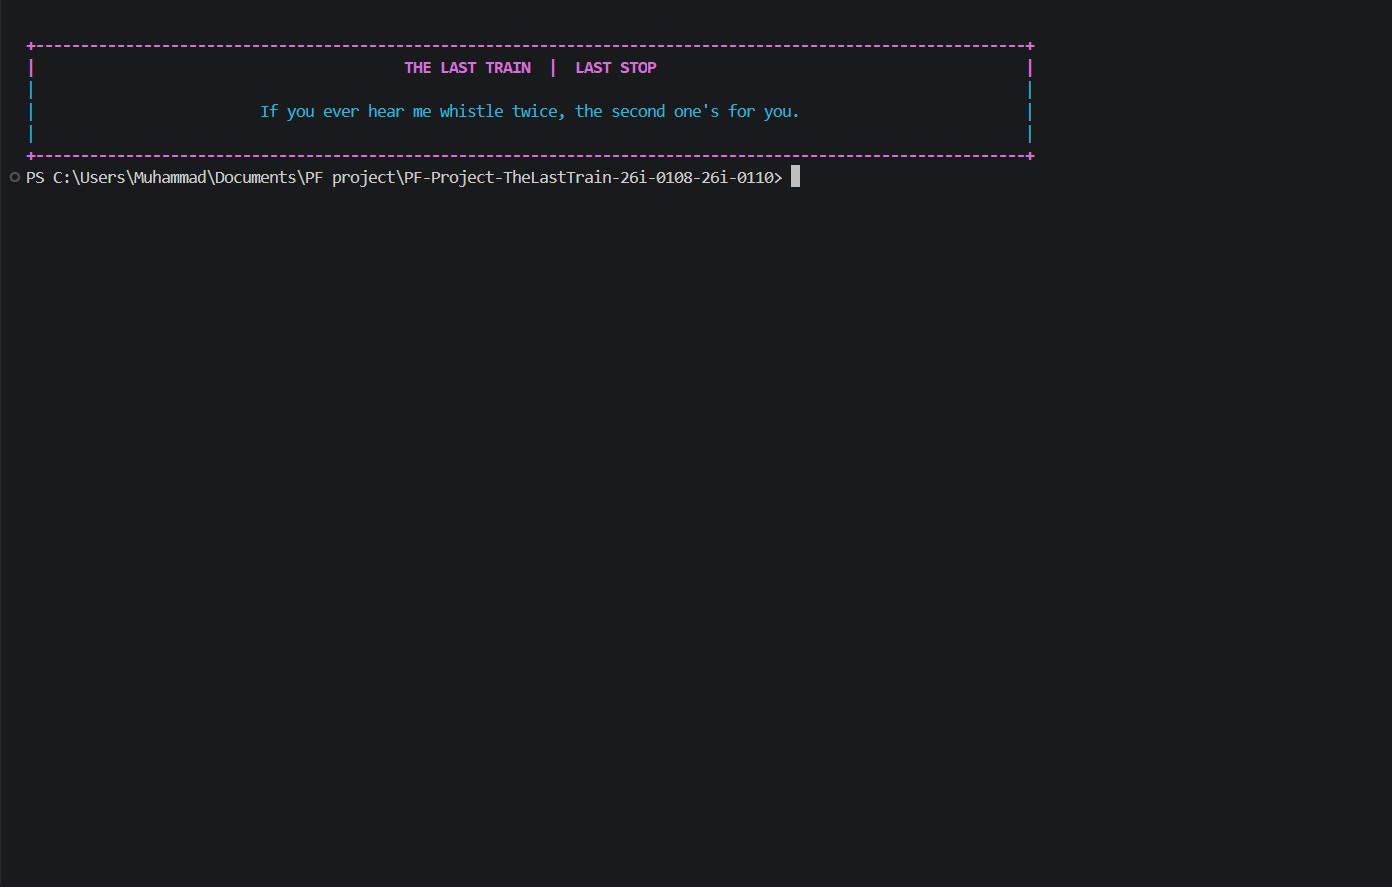 +--------------------------------------------------------------------------------------------------------------+
| THE LAST TRAIN | LAST STOP |
| |
| If you ever hear me whistle twice, the second one's for you. |
| |
+--------------------------------------------------------------------------------------------------------------+
PS C:\Users\Muhammad\Documents\PF project\PF-Project-TheLastTrain-26i-0108-26i-0110>